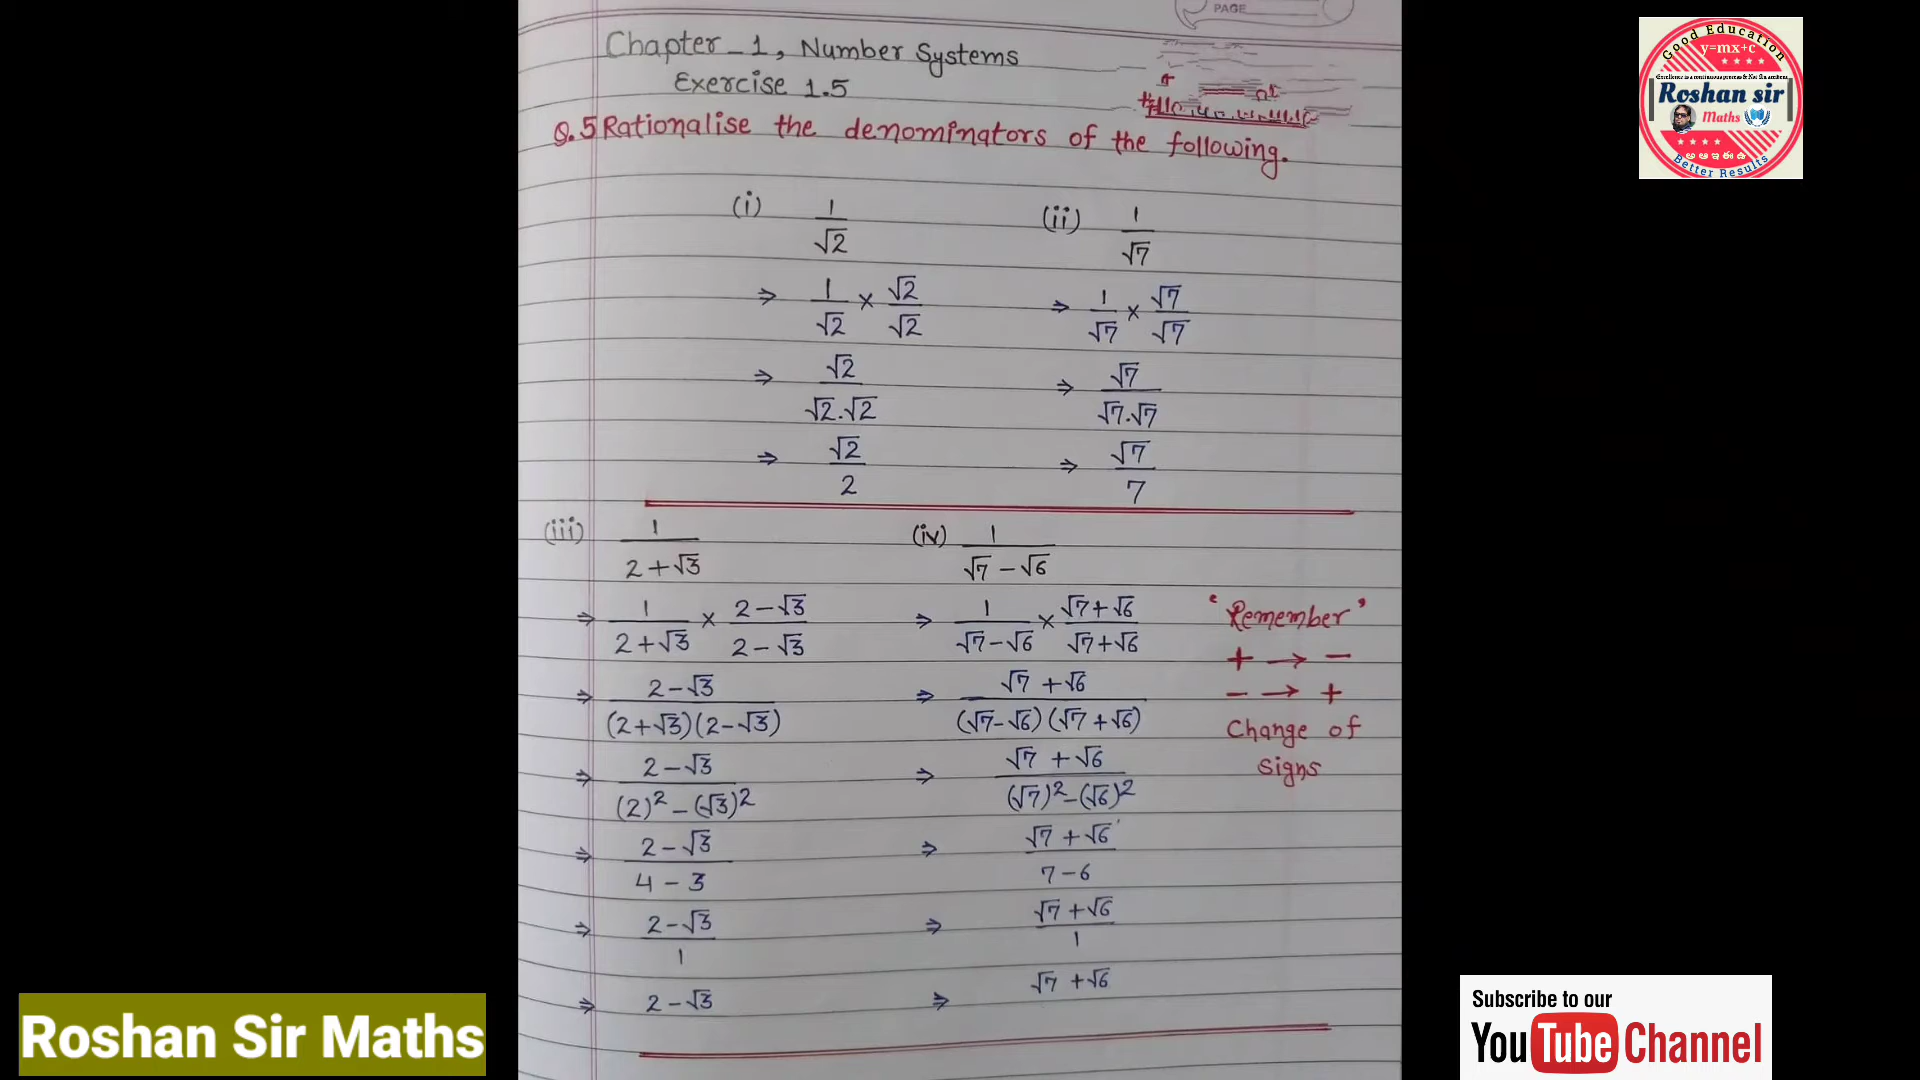 PAGE
Chapter-1, Number Systems
Exercise 1.5
Q.5 Rationalise the denominators of the following.
(i) 1/√2 (ii) 1/√7
⇒ 1/√2 × √2/√2 ⇒ 1/√7 × √7/√7
⇒ √2/√2.√2 ⇒ √7/√7.√7
⇒ √2/2 ⇒ √7/7
(iii) 1/2+√3 (iv) 1/√7-√6
⇒ 1/2+√3 × 2-√3/2-√3 ⇒ 1/√7-√6 × √7+√6/√7+√6
⇒ 2-√3/(2+√3)(2-√3) ⇒ √7+√6/(√7-√6)(√7+√6)
⇒ 2-√3/(2)²-(√3)² ⇒ √7+√6/(√7)²-(√6)²
⇒ 2-√3/4-3 ⇒ √7+√6/7-6
⇒ 2-√3/1 ⇒ √7+√6/1
⇒ 2-√3 ⇒ √7+√6
'Remember'
+ → -
- → +
Change of
signs
Good Education
y=mx+c
Roshan sir
Maths
Better Results
Roshan Sir Maths
Subscribe to our
YouTube Channel